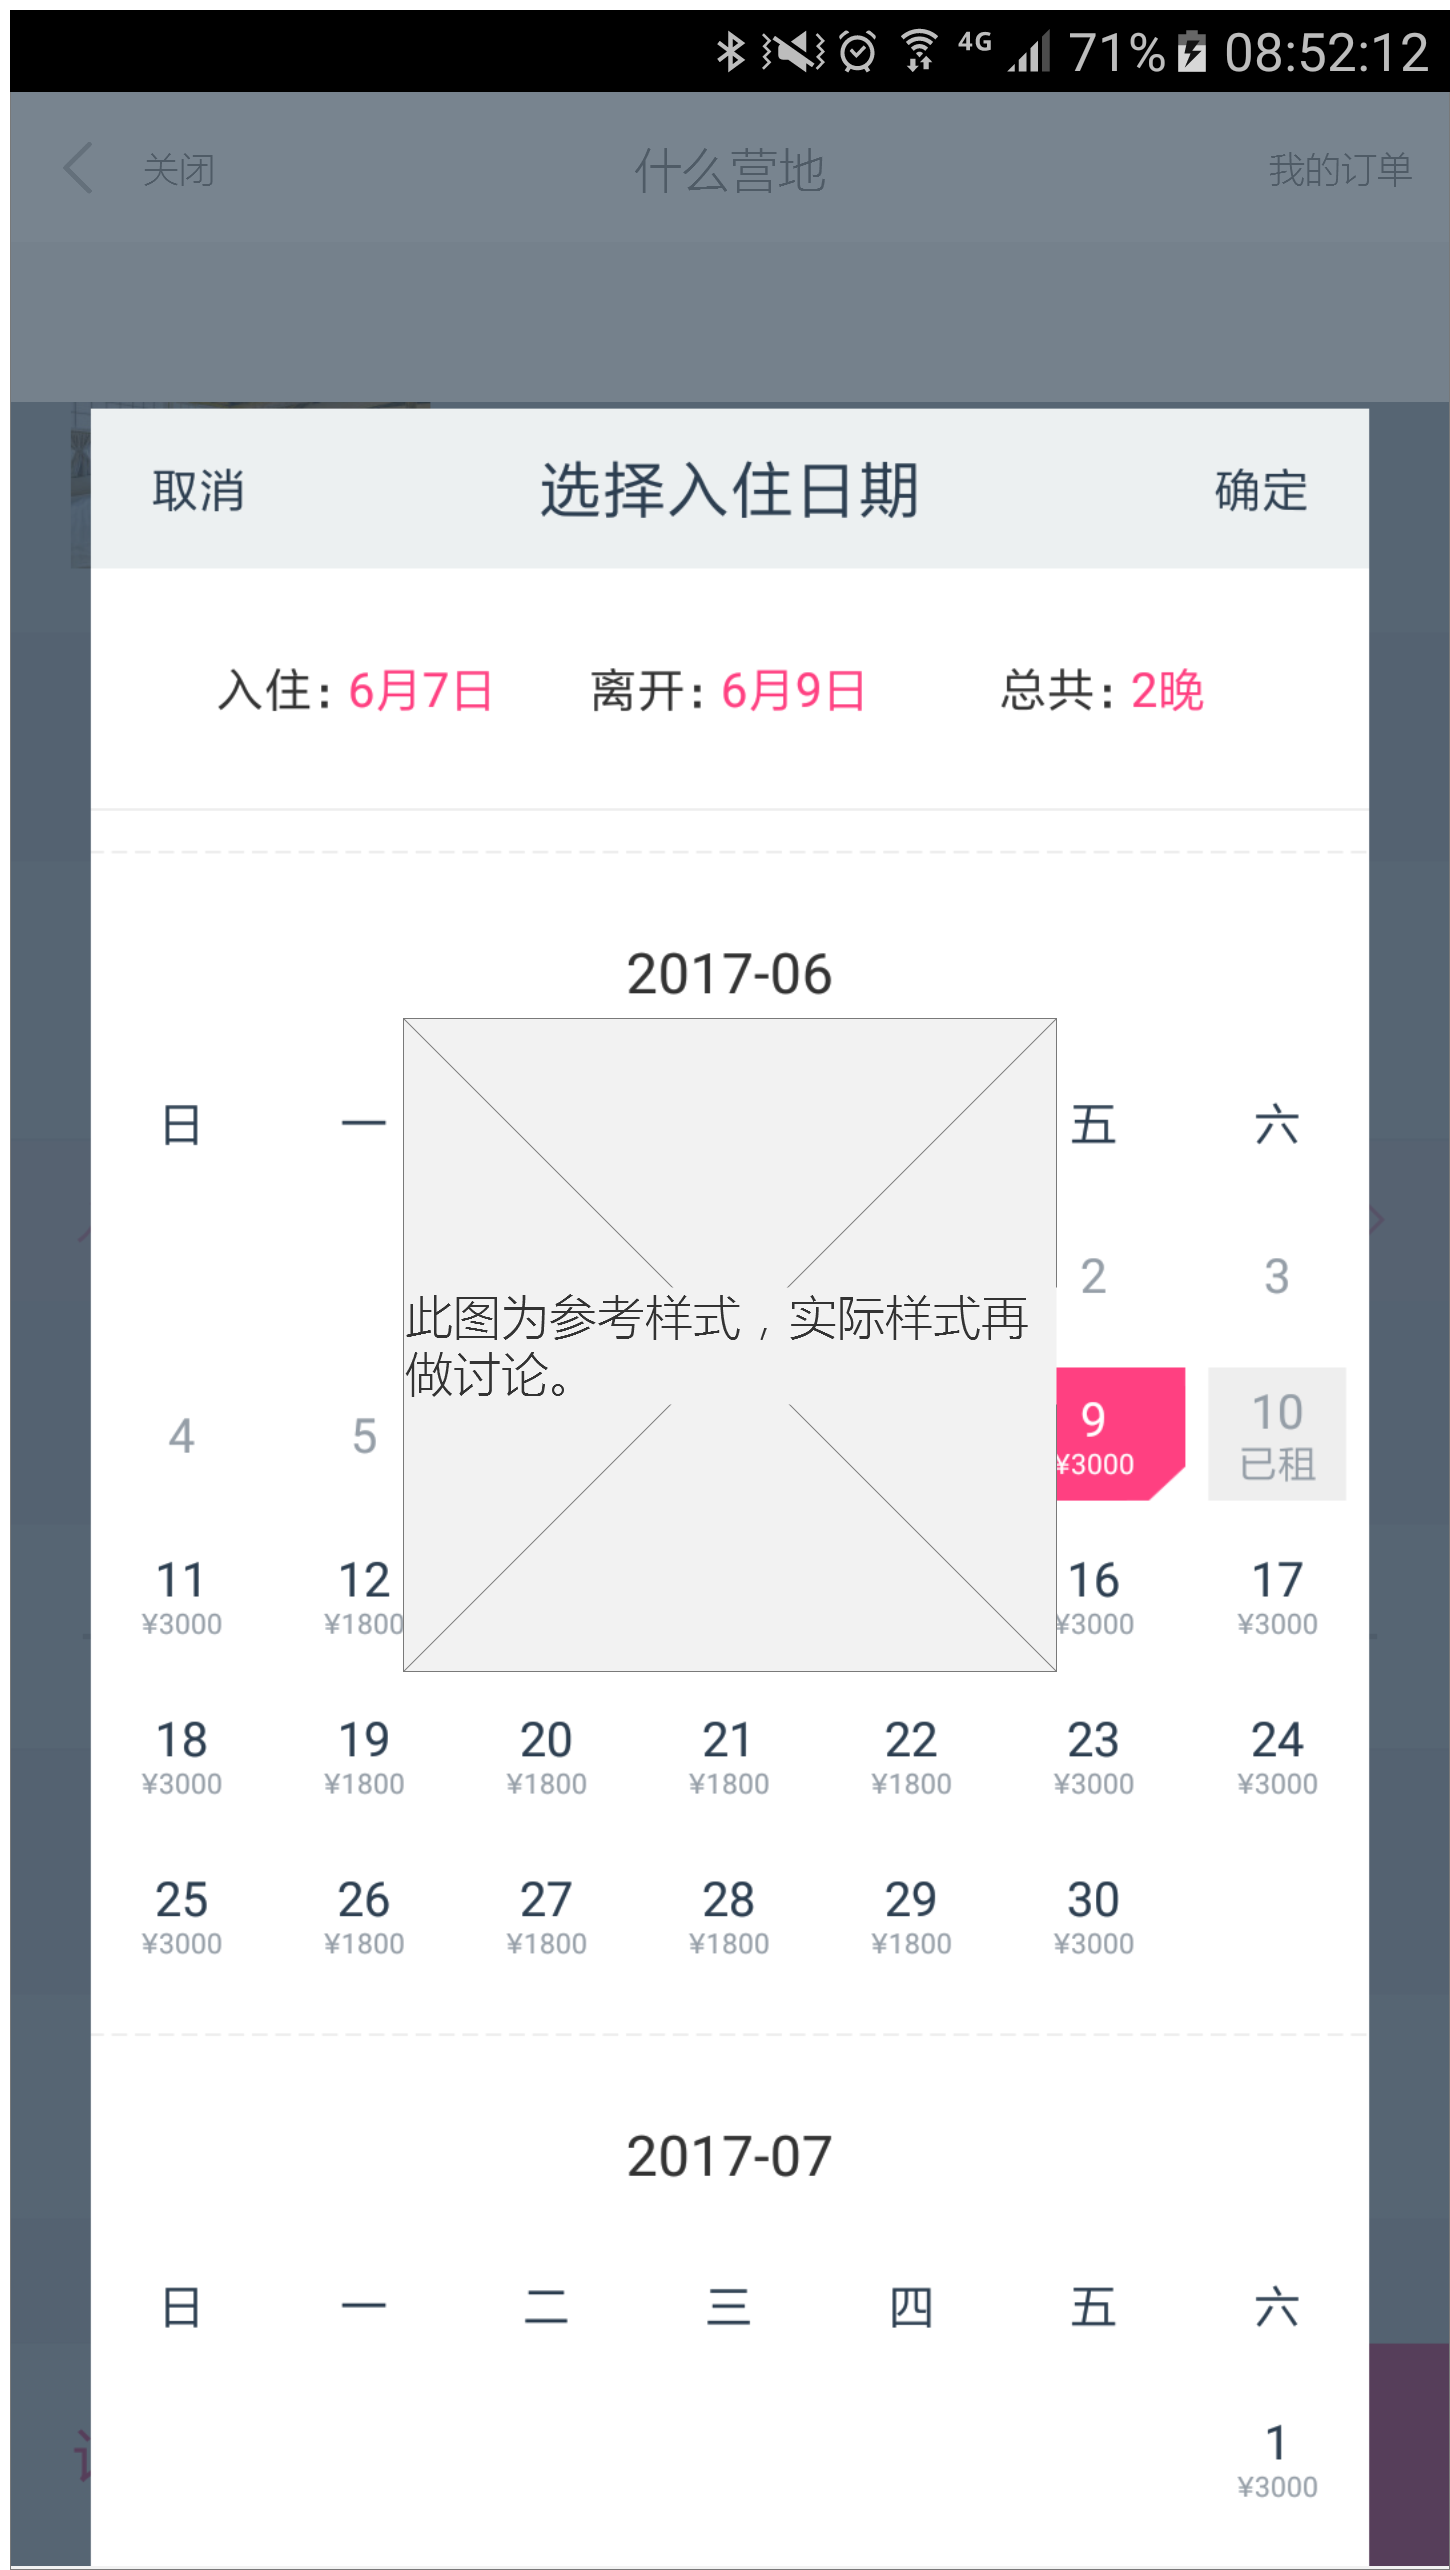 4G 71% 08:52:12
关闭 什么营地 我的订单
取消 选择入住日期 确定
入住：6月7日 离开：6月9日 总共：2晚
2017-06
日 一 五 六
2 3
此图为参考样式，实际样式再
做讨论。
4 5 9 10
¥3000 已租
11 12 16 17
¥3000 ¥1800 ¥3000 ¥3000
18 19 20 21 22 23 24
¥3000 ¥1800 ¥1800 ¥1800 ¥1800 ¥3000 ¥3000
25 26 27 28 29 30
¥3000 ¥1800 ¥1800 ¥1800 ¥1800 ¥3000
2017-07
日 一 二 三 四 五 六
1
¥3000